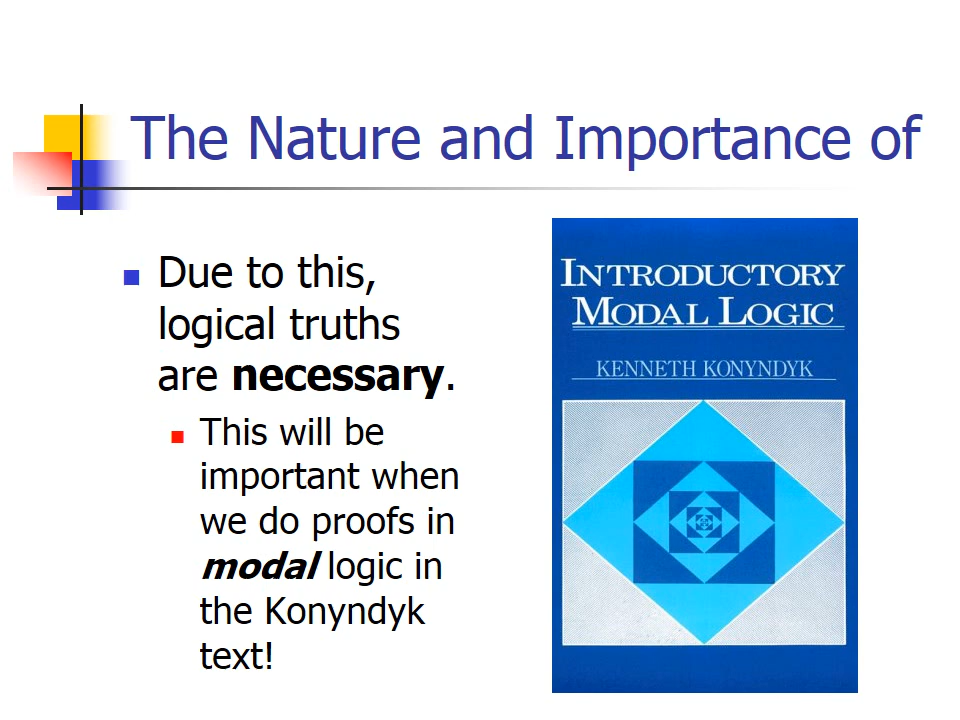 The Nature and Importance of
Due to this,
logical truths
are necessary.
This will be
important when
we do proofs in
modal logic in
the Konyndyk
text!
INTRODUCTORY
MODAL LOGIC
KENNETH KONYNDYK